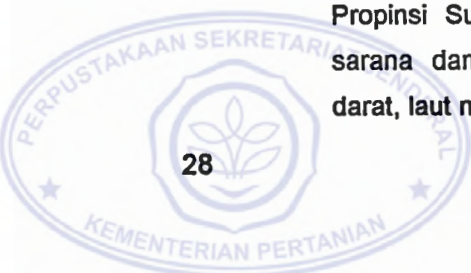 Propinsi Su
sarana dan
darat, laut m
28
PERPUSTAKAAN SEKRETARIAT JENDERAL
KEMENTERIAN PERTANIAN